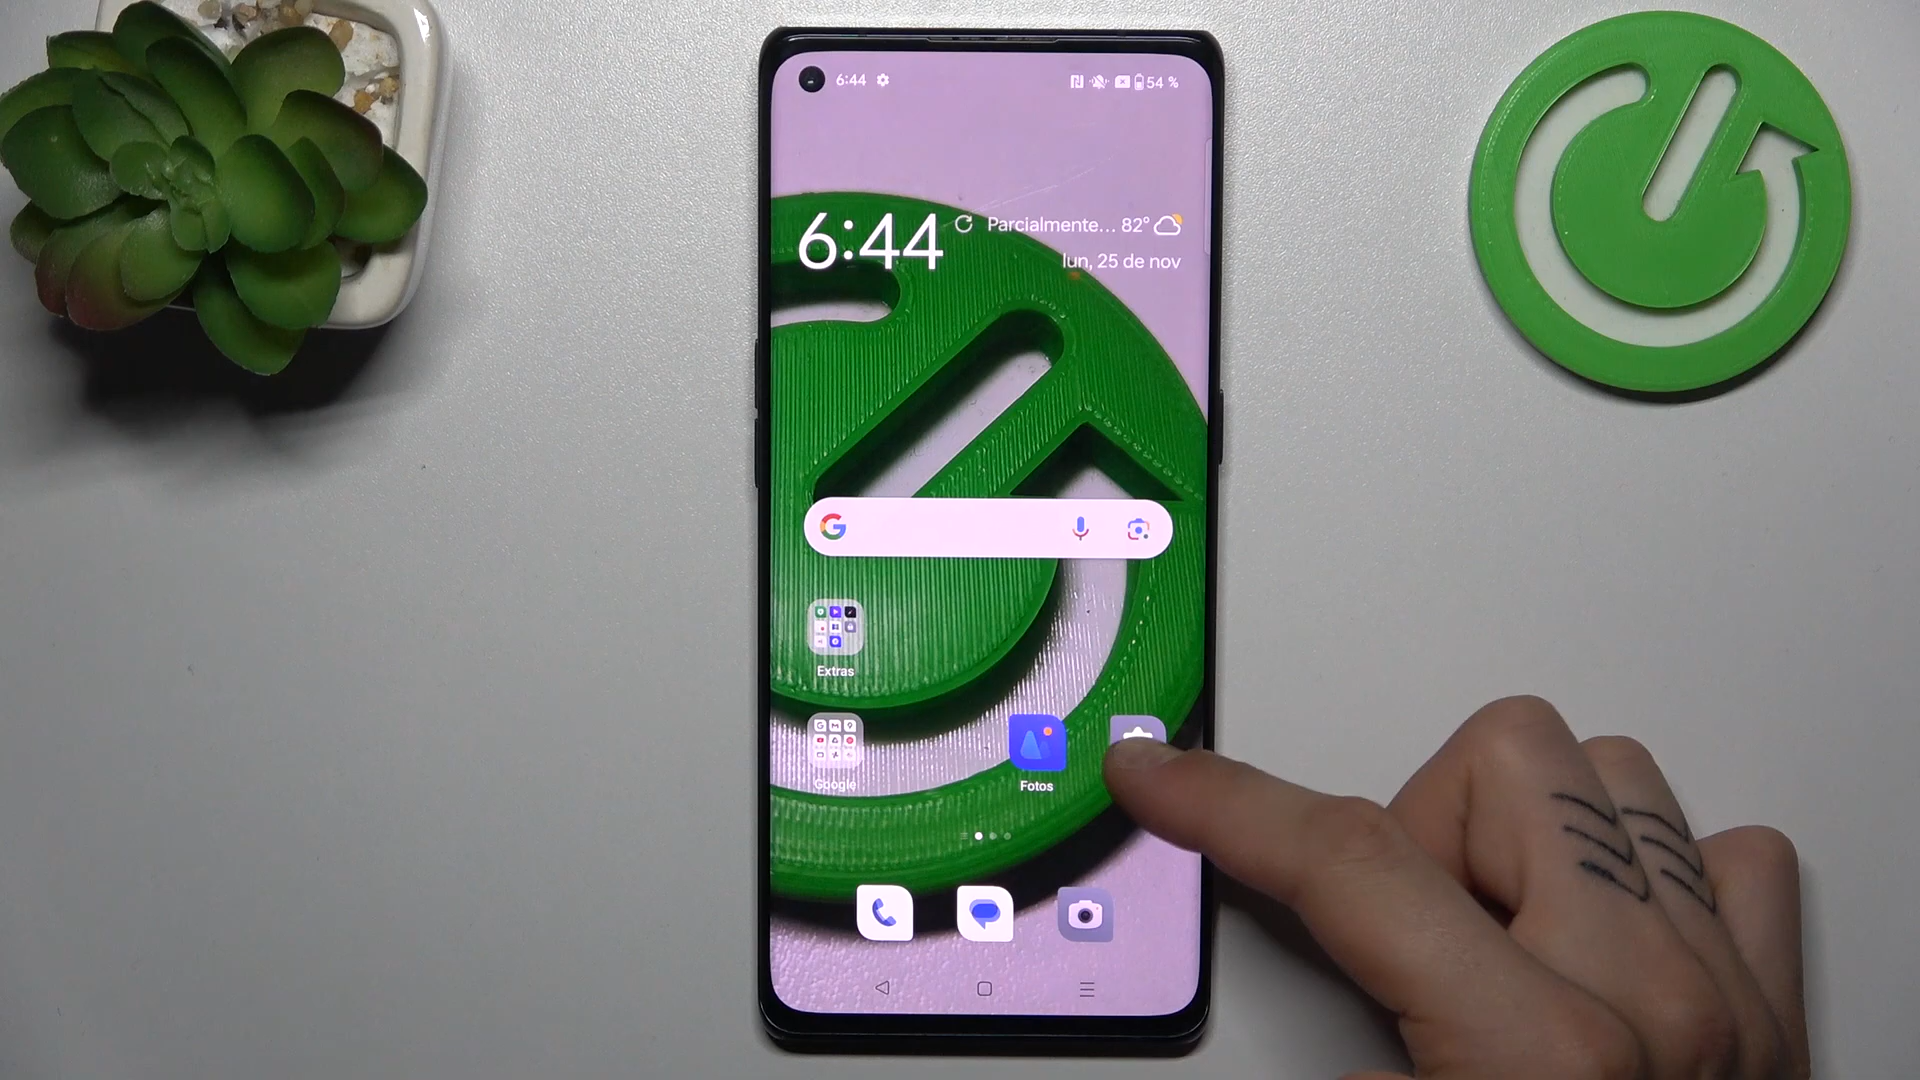 6:44
54 %
6:44
Parcialmente... 82°
lun, 25 de nov
Extras
Google
Fotos